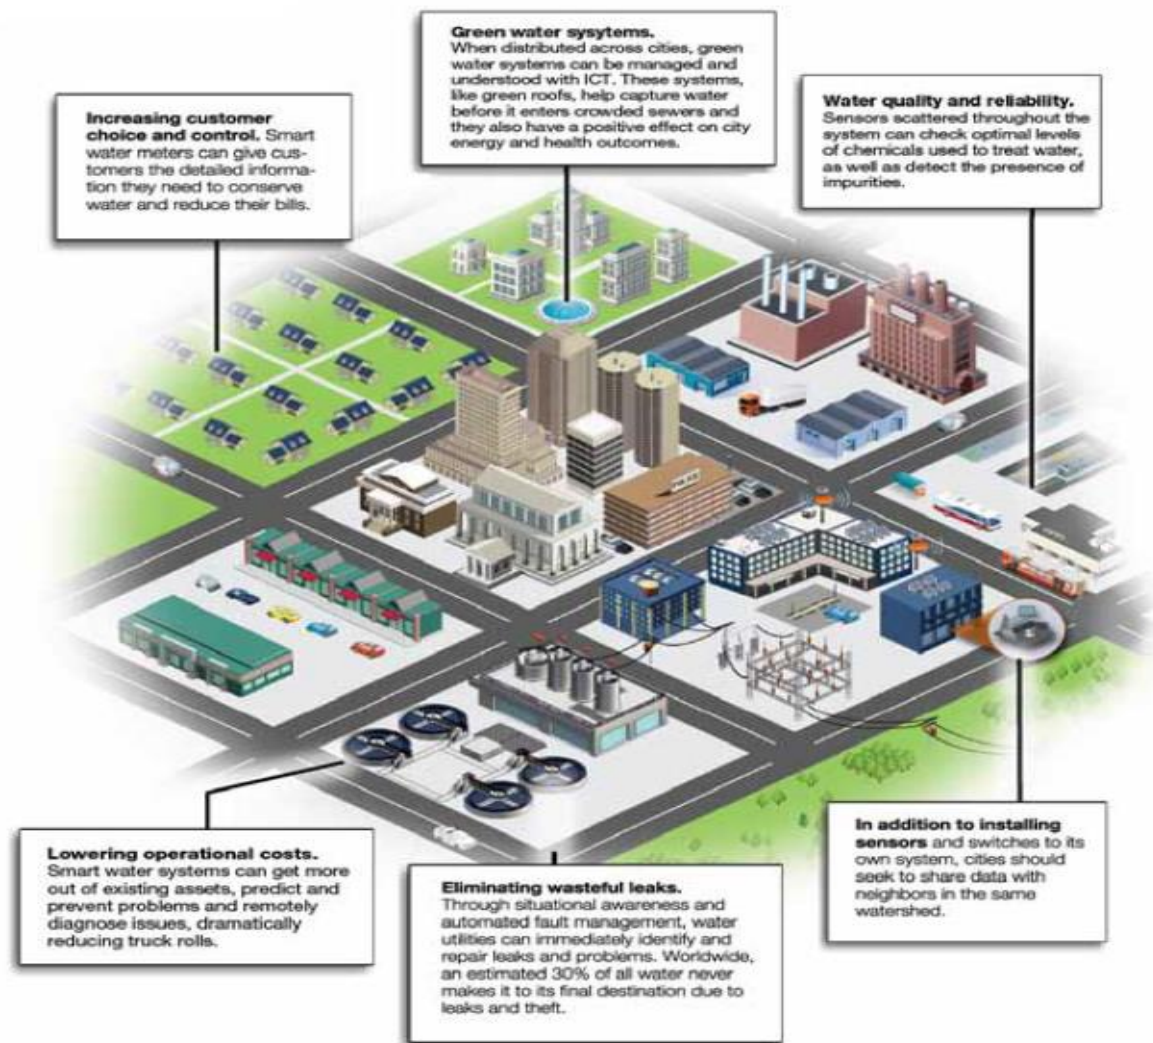 Green water sysytems.
When distributed across cities, green
water systems can be managed and
understood with ICT. These systems,
like green roofs, help capture water
before it enters crowded sewers and
they also have a positive effect on city
energy and health outcomes.
Increasing customer
choice and control. Smart
water meters can give cus-
tomers the detailed informa-
tion they need to conserve
water and reduce their bills.
Water quality and reliability.
Sensors scattered throughout the
system can check optimal levels
of chemicals used to treat water,
as well as detect the presence of
impurities.
POLICE
Lowering operational costs.
Smart water systems can get more
out of existing assets, predict and
prevent problems and remotely
diagnose issues, dramatically
reducing truck rolls.
Eliminating wasteful leaks.
Through situational awareness and
automated fault management, water
utilities can immediately identify and
repair leaks and problems. Worldwide,
an estimated 30% of all water never
makes it to its final destination due to
leaks and theft.
In addition to installing
sensors and switches to its
own system, cities should
seek to share data with
neighbors in the same
watershed.